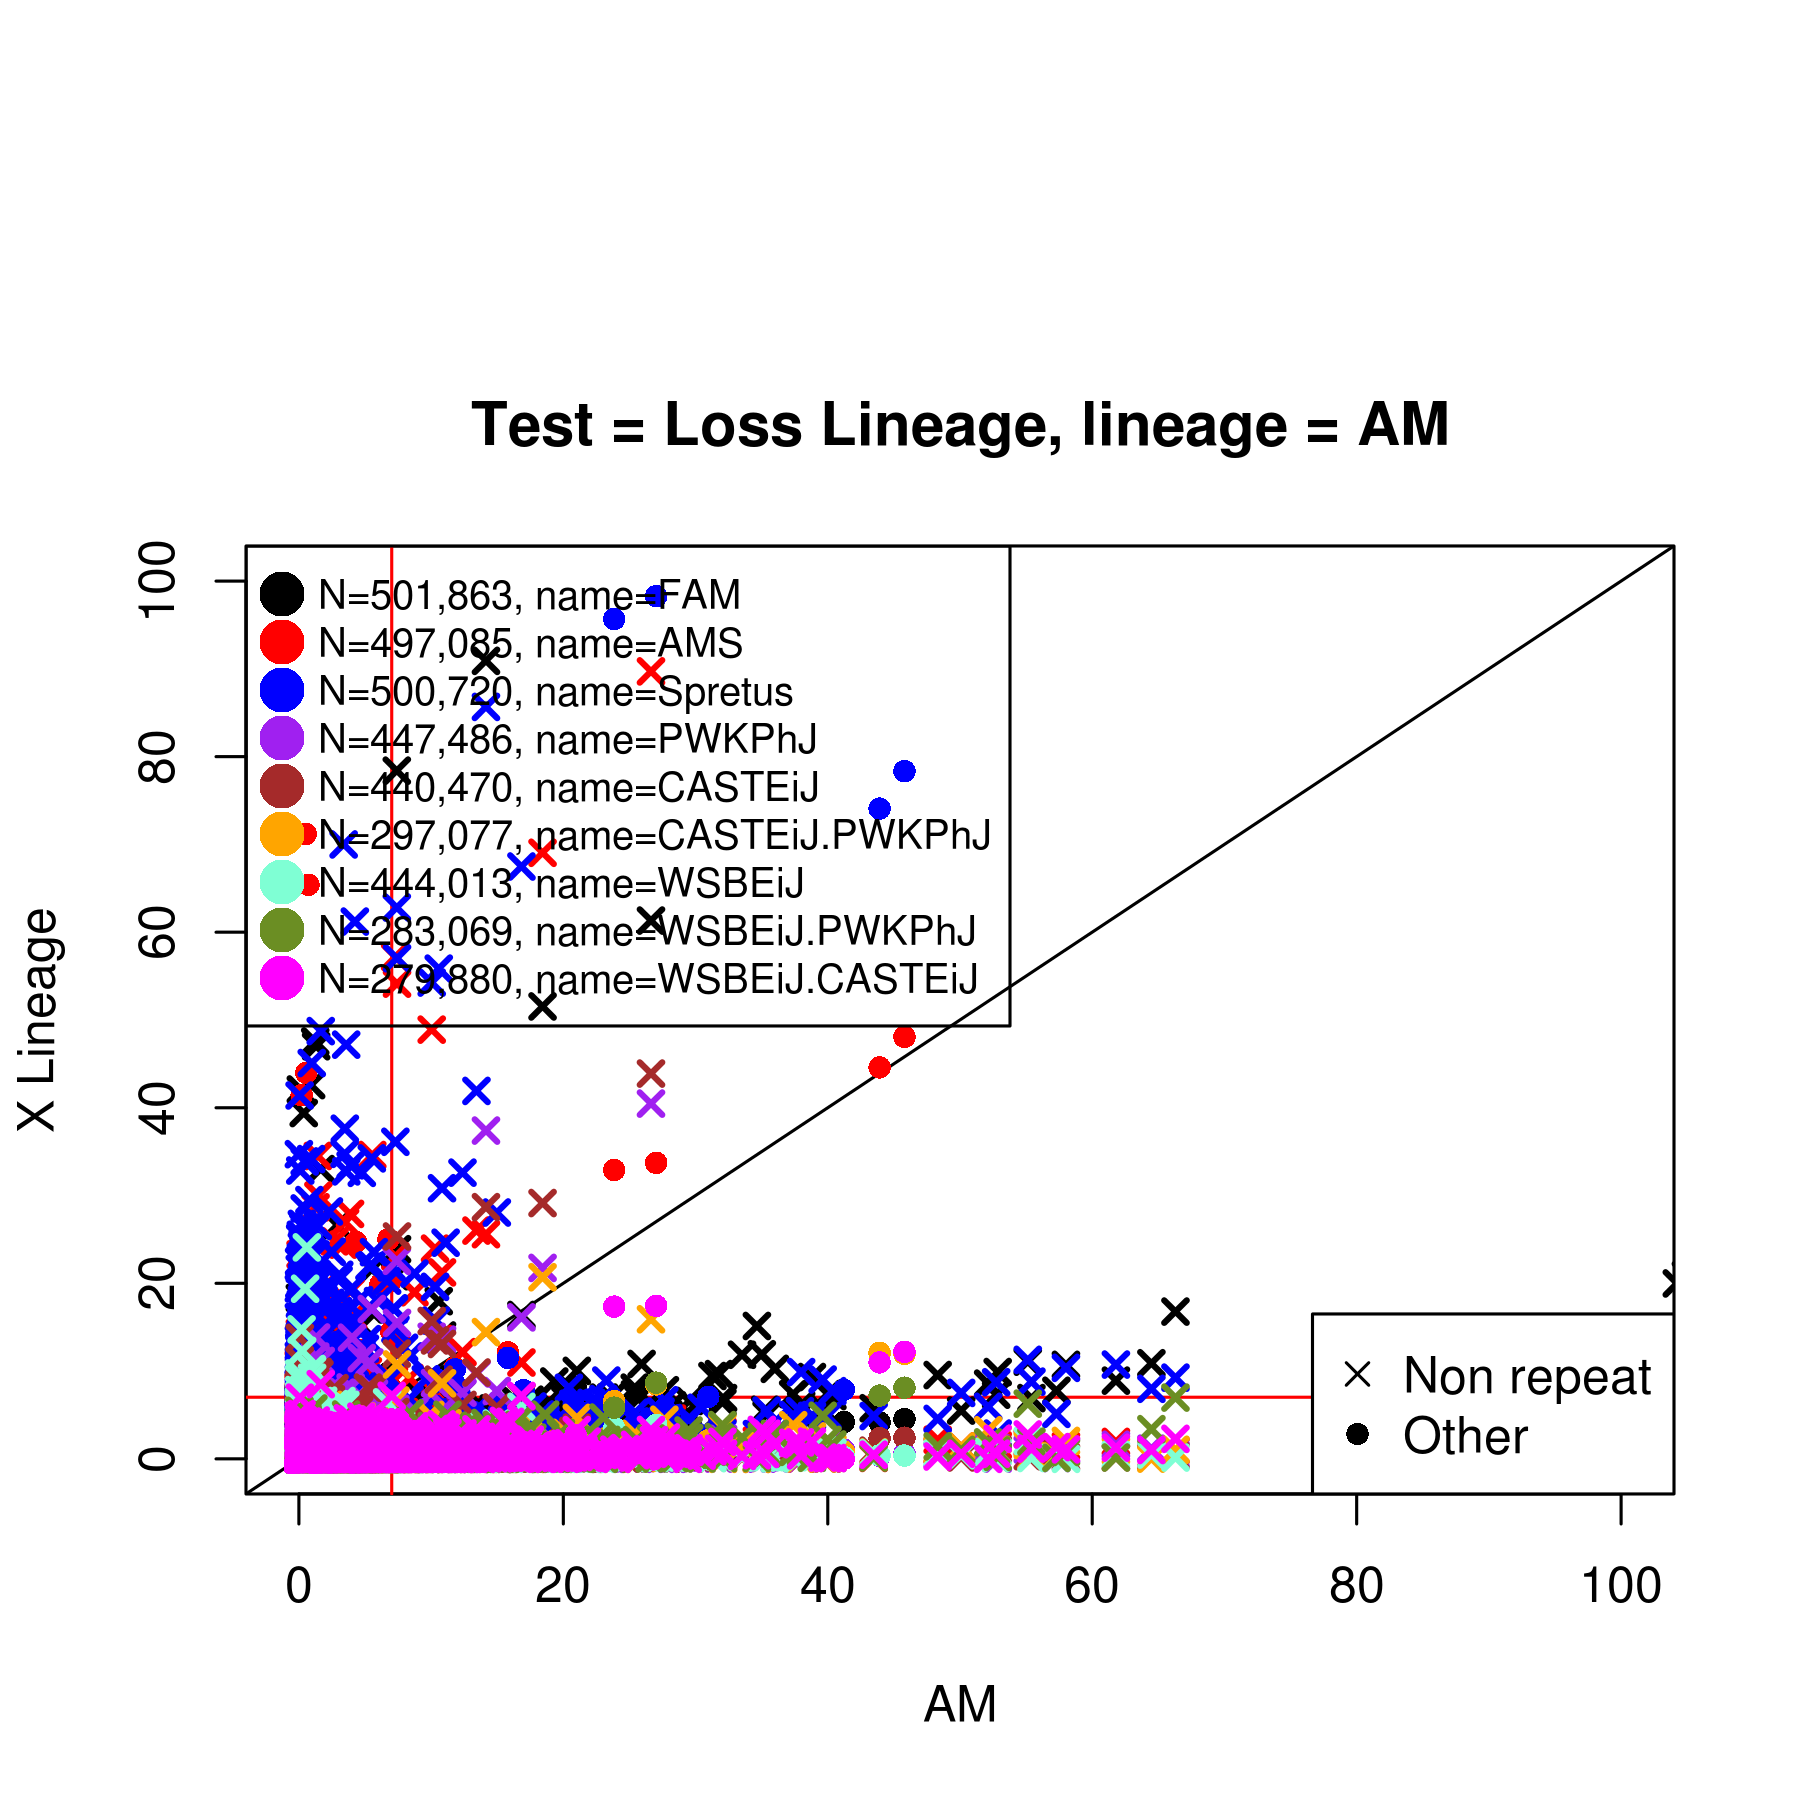 Test = Loss Lineage, lineage = AM
100
80
60
40
20
0
X Lineage
N=501,863, name=FAM
N=497,085, name=AMS
N=500,720, name=Spretus
N=447,486, name=PWKPhJ
N=440,470, name=CASTEiJ
N=297,077, name=CASTEiJ.PWKPhJ
N=444,013, name=WSBEiJ
N=283,069, name=WSBEiJ.PWKPhJ
N=279,880, name=WSBEiJ.CASTEiJ
Non repeat
Other
0 20 40 60 80 100
AM